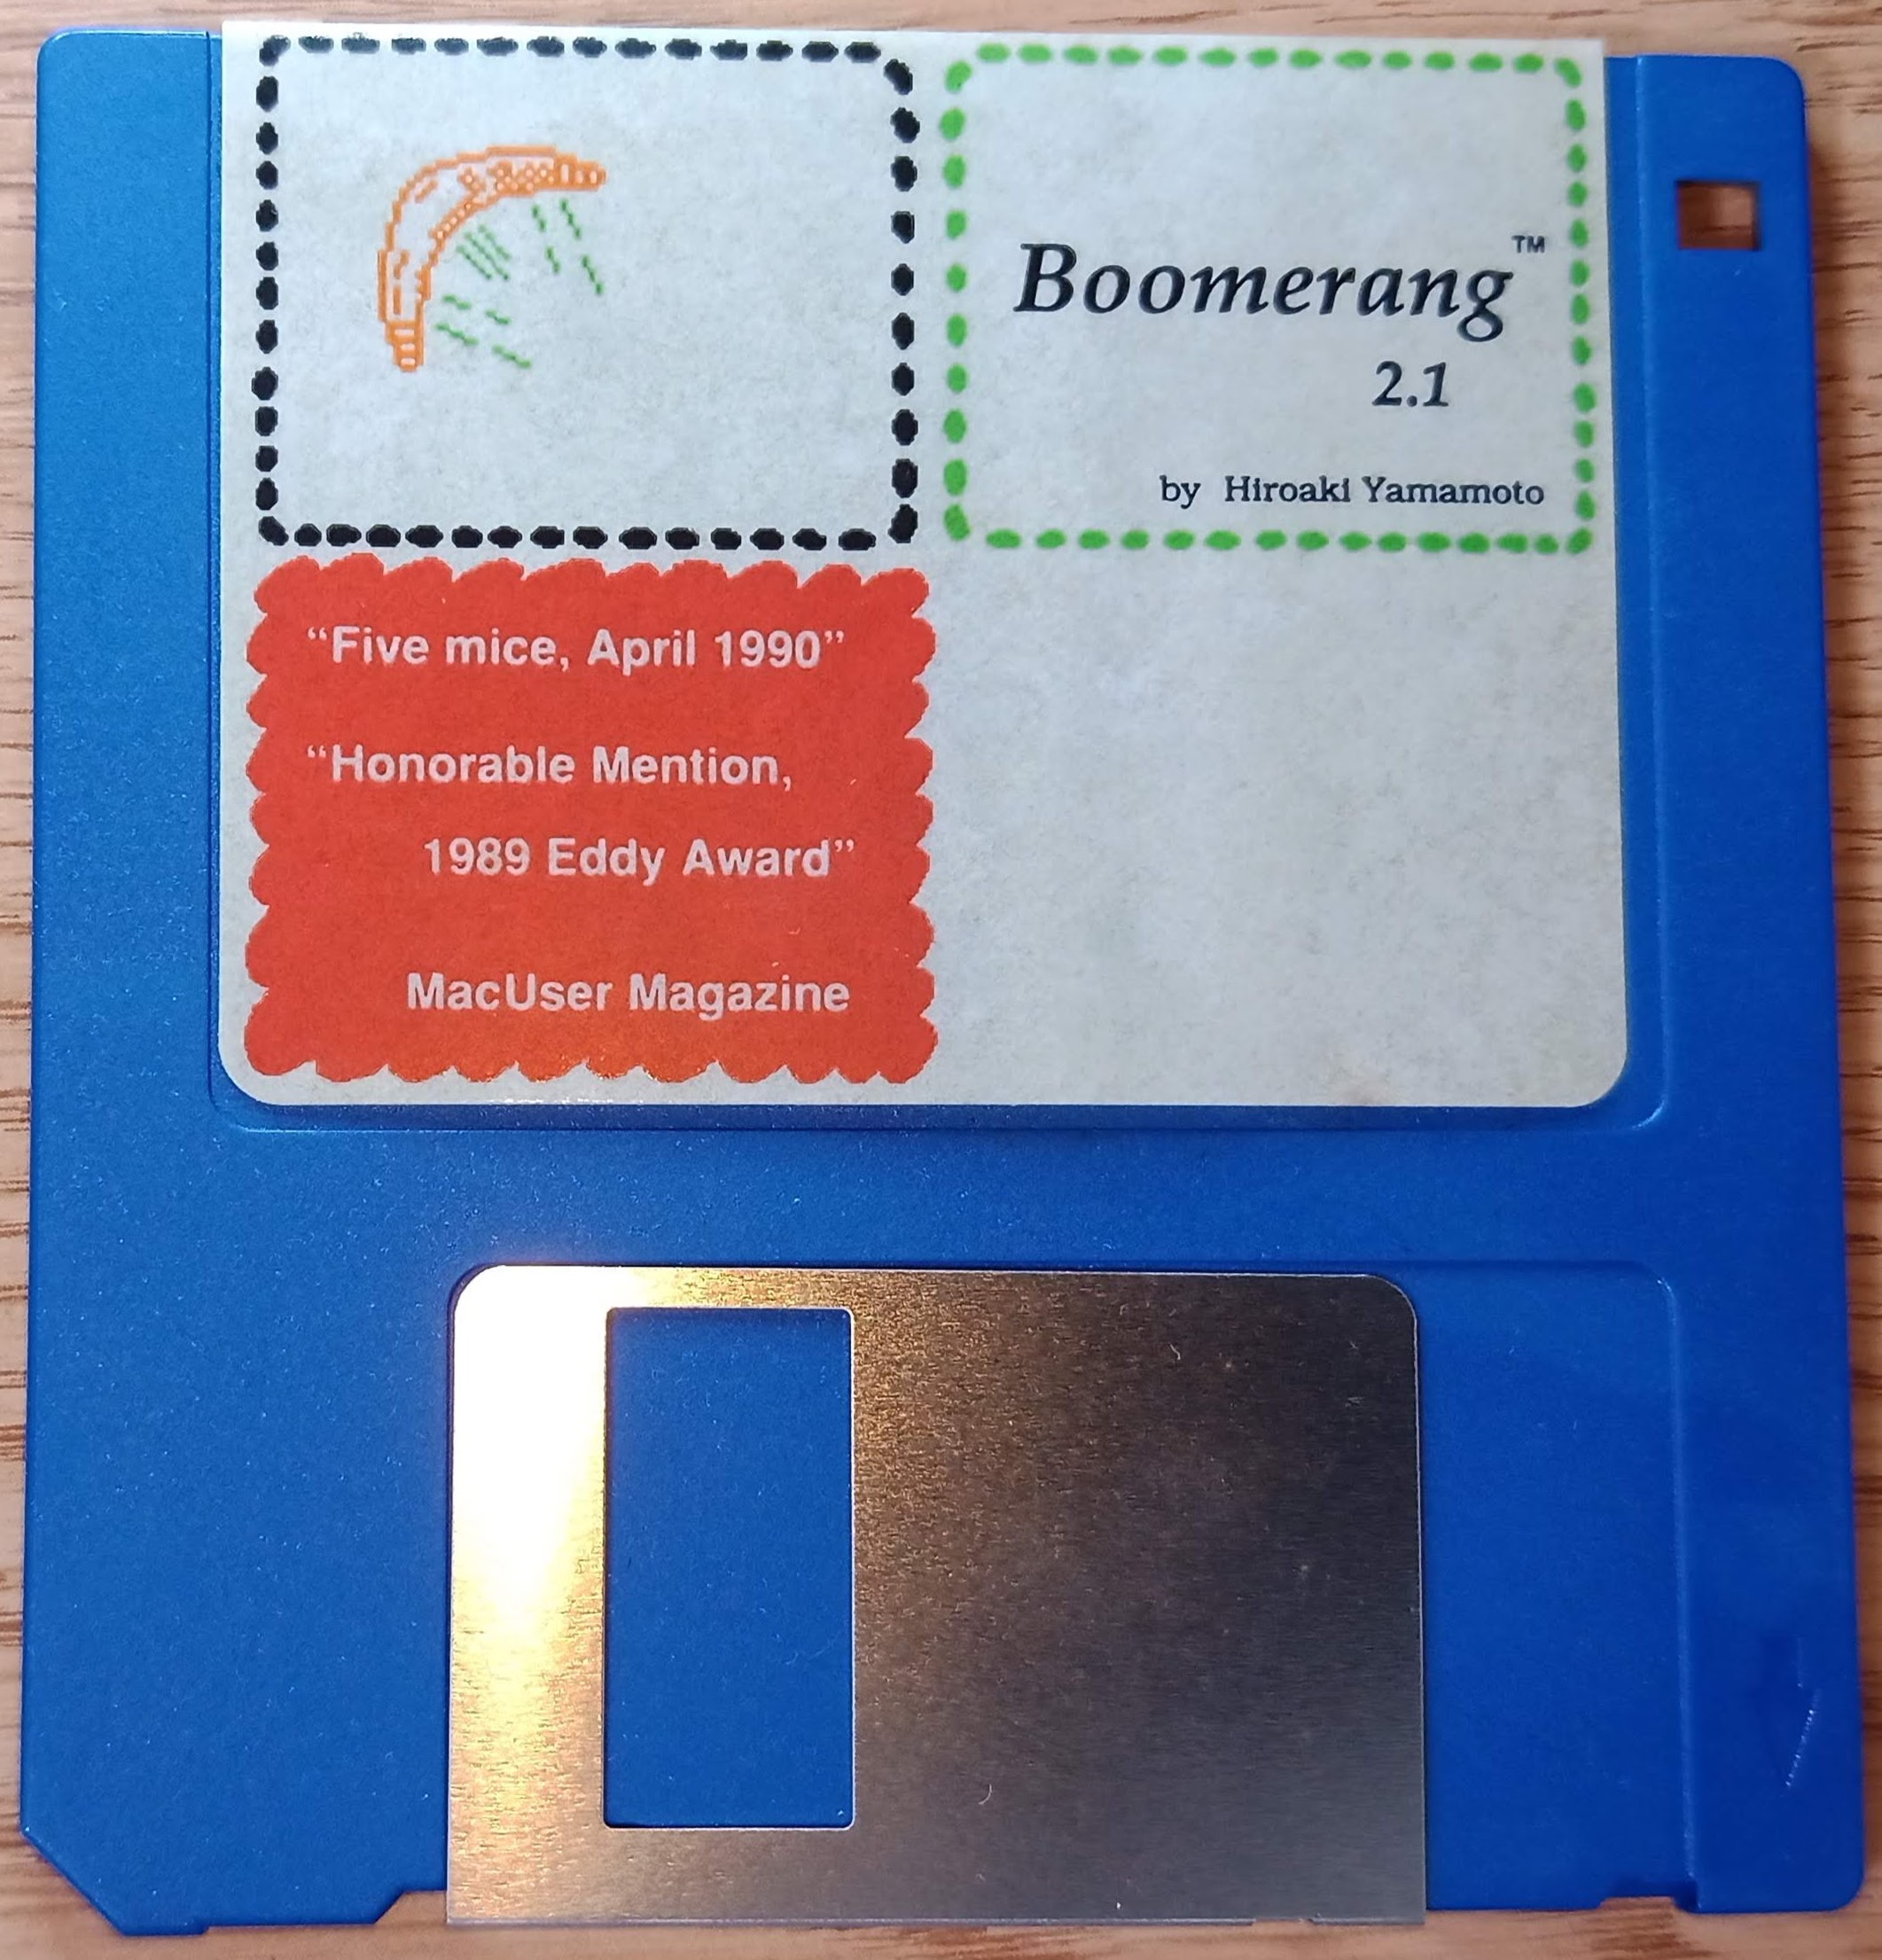 Boomerang™
2.1
by Hiroaki Yamamoto
“Five mice, April 1990”
“Honorable Mention,
1989 Eddy Award”
MacUser Magazine